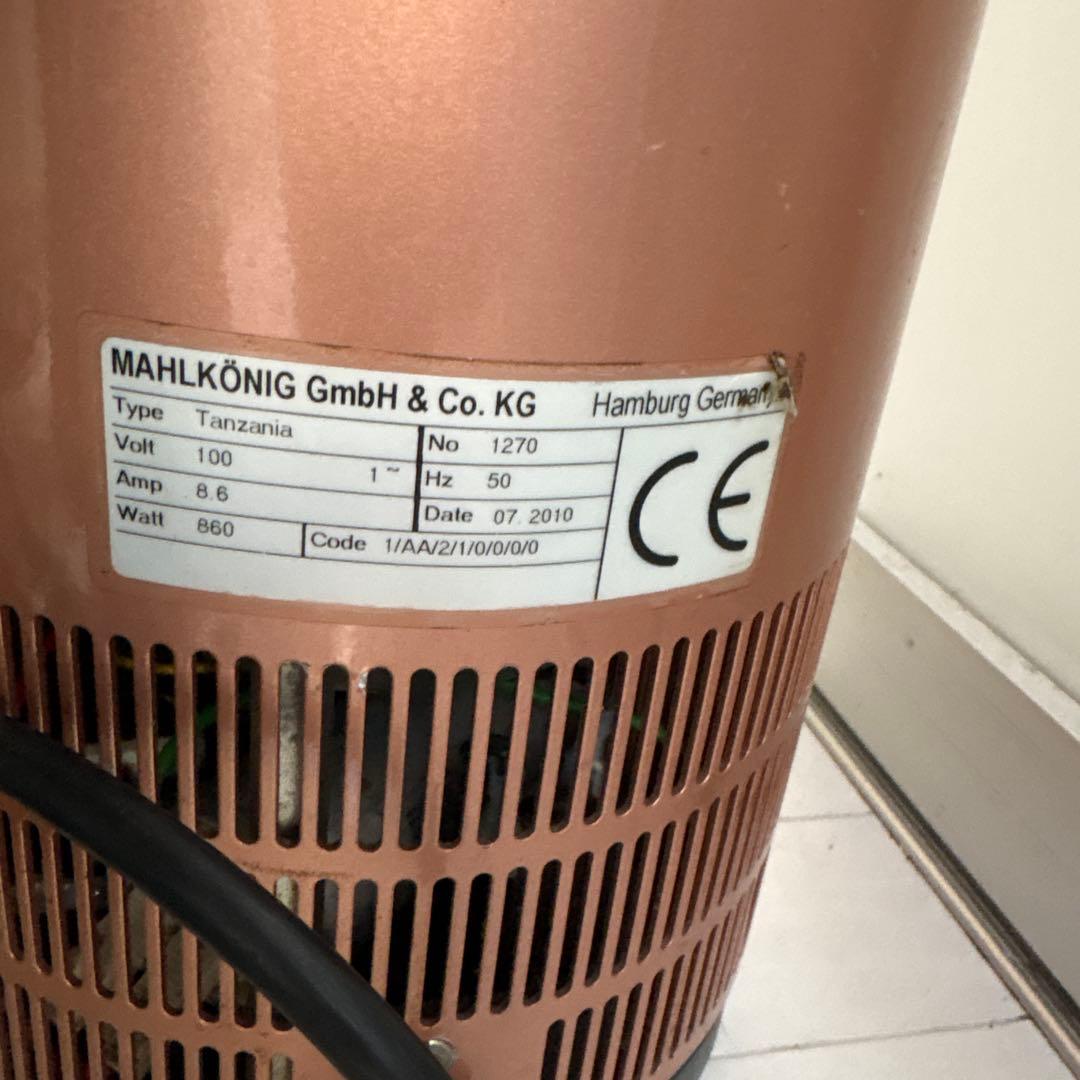 MAHLKÖNIG GmbH & Co. KG Hamburg Germany
Type Tanzania No 1270
Volt 100 1~ Hz 50
Amp 8.6 Date 07. 2010
Watt 860 Code 1/AA/2/1/0/0/0/0
CE